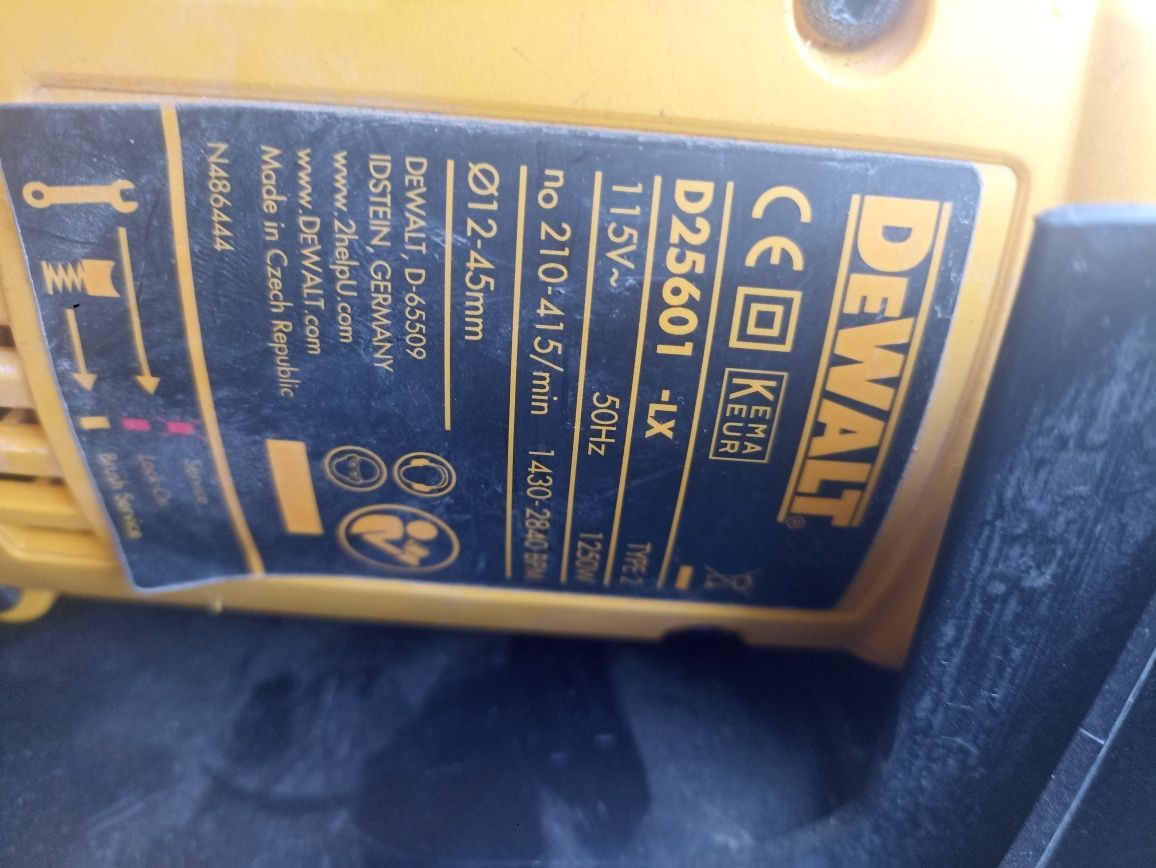 DEWALT®
CE KEMA KEUR
D25601 -LX TYPE 2
115V~ 50Hz 1250W
no 210-415/min 1430-2840 BPM
Ø12-45mm
DEWALT, D-65509
IDSTEIN, GERMANY
www.2helpU.com
www.DEWALT.com
Made in Czech Republic
N486444
Service
Lock On
Brush Service